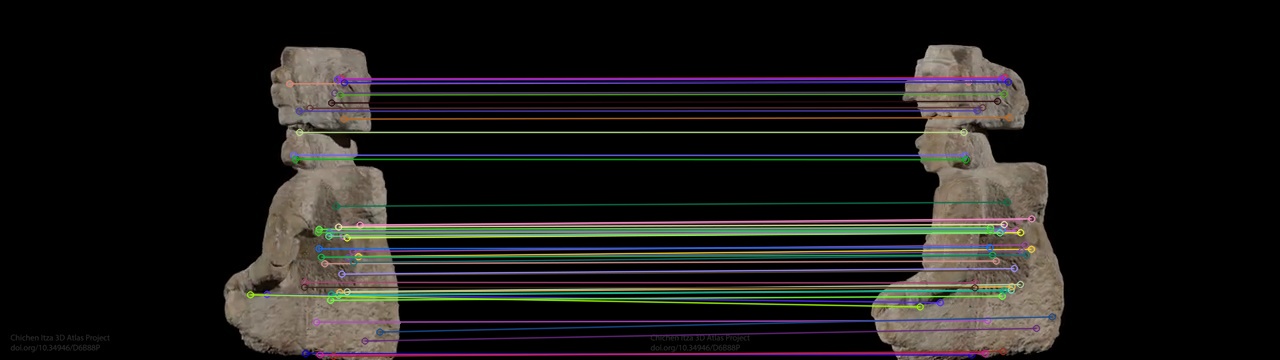 Chichen Itza 3D Atlas Project
doi.org/10.34946/D6B88P
Chichen Itza 3D Atlas Project
doi.org/10.34946/D6B88P